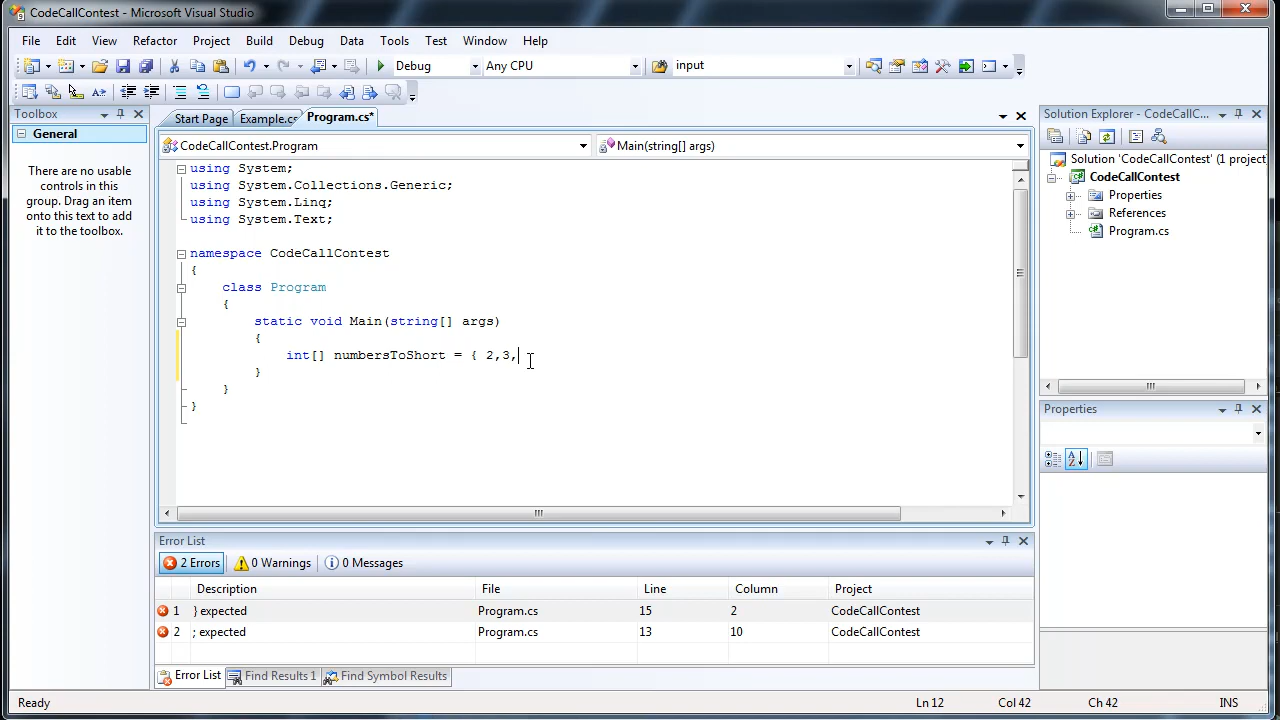 CodeCallContest - Microsoft Visual Studio
File Edit View Refactor Project Build Debug Data Tools Test Window Help
Debug Any CPU input
Toolbox
General
There are no usable
controls in this
group. Drag an item
onto this text to add
it to the toolbox.
Start Page Example.cs Program.cs*
CodeCallContest.Program Main(string[] args)
using System;
using System.Collections.Generic;
using System.Linq;
using System.Text;
namespace CodeCallContest
{
class Program
{
static void Main(string[] args)
{
int[] numbersToShort = { 2,3,
}
}
}
Error List
2 Errors 0 Warnings 0 Messages
Description File Line Column Project
1 } expected Program.cs 15 2 CodeCallContest
2 ; expected Program.cs 13 10 CodeCallContest
Error List Find Results 1 Find Symbol Results
Solution Explorer - CodeCallC...
Solution 'CodeCallContest' (1 project)
CodeCallContest
Properties
References
Program.cs
Properties
Ready Ln 12 Col 42 Ch 42 INS